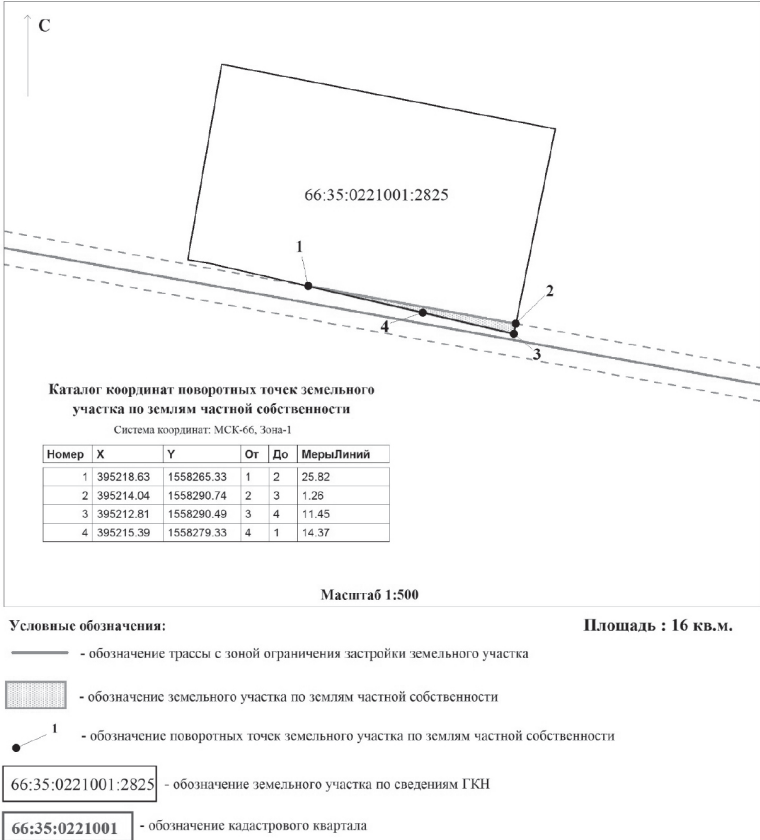 С
66:35:0221001:2825
1
2
4
3
Каталог координат поворотных точек земельного
участка по землям частной собственности
Система координат: МСК-66, Зона-1
Номер X Y От До МерыЛиний
1 395218.63 1558265.33 1 2 25.82
2 395214.04 1558290.74 2 3 1.26
3 395212.81 1558290.49 3 4 11.45
4 395215.39 1558279.33 4 1 14.37
Масштаб 1:500
Условные обозначения:
Площадь : 16 кв.м.
- обозначение трассы с зоной ограничения застройки земельного участка
- обозначение земельного участка по землям частной собственности
1 - обозначение поворотных точек земельного участка по землям частной собственности
66:35:0221001:2825 - обозначение земельного участка по сведениям ГКН
66:35:0221001 - обозначение кадастрового квартала